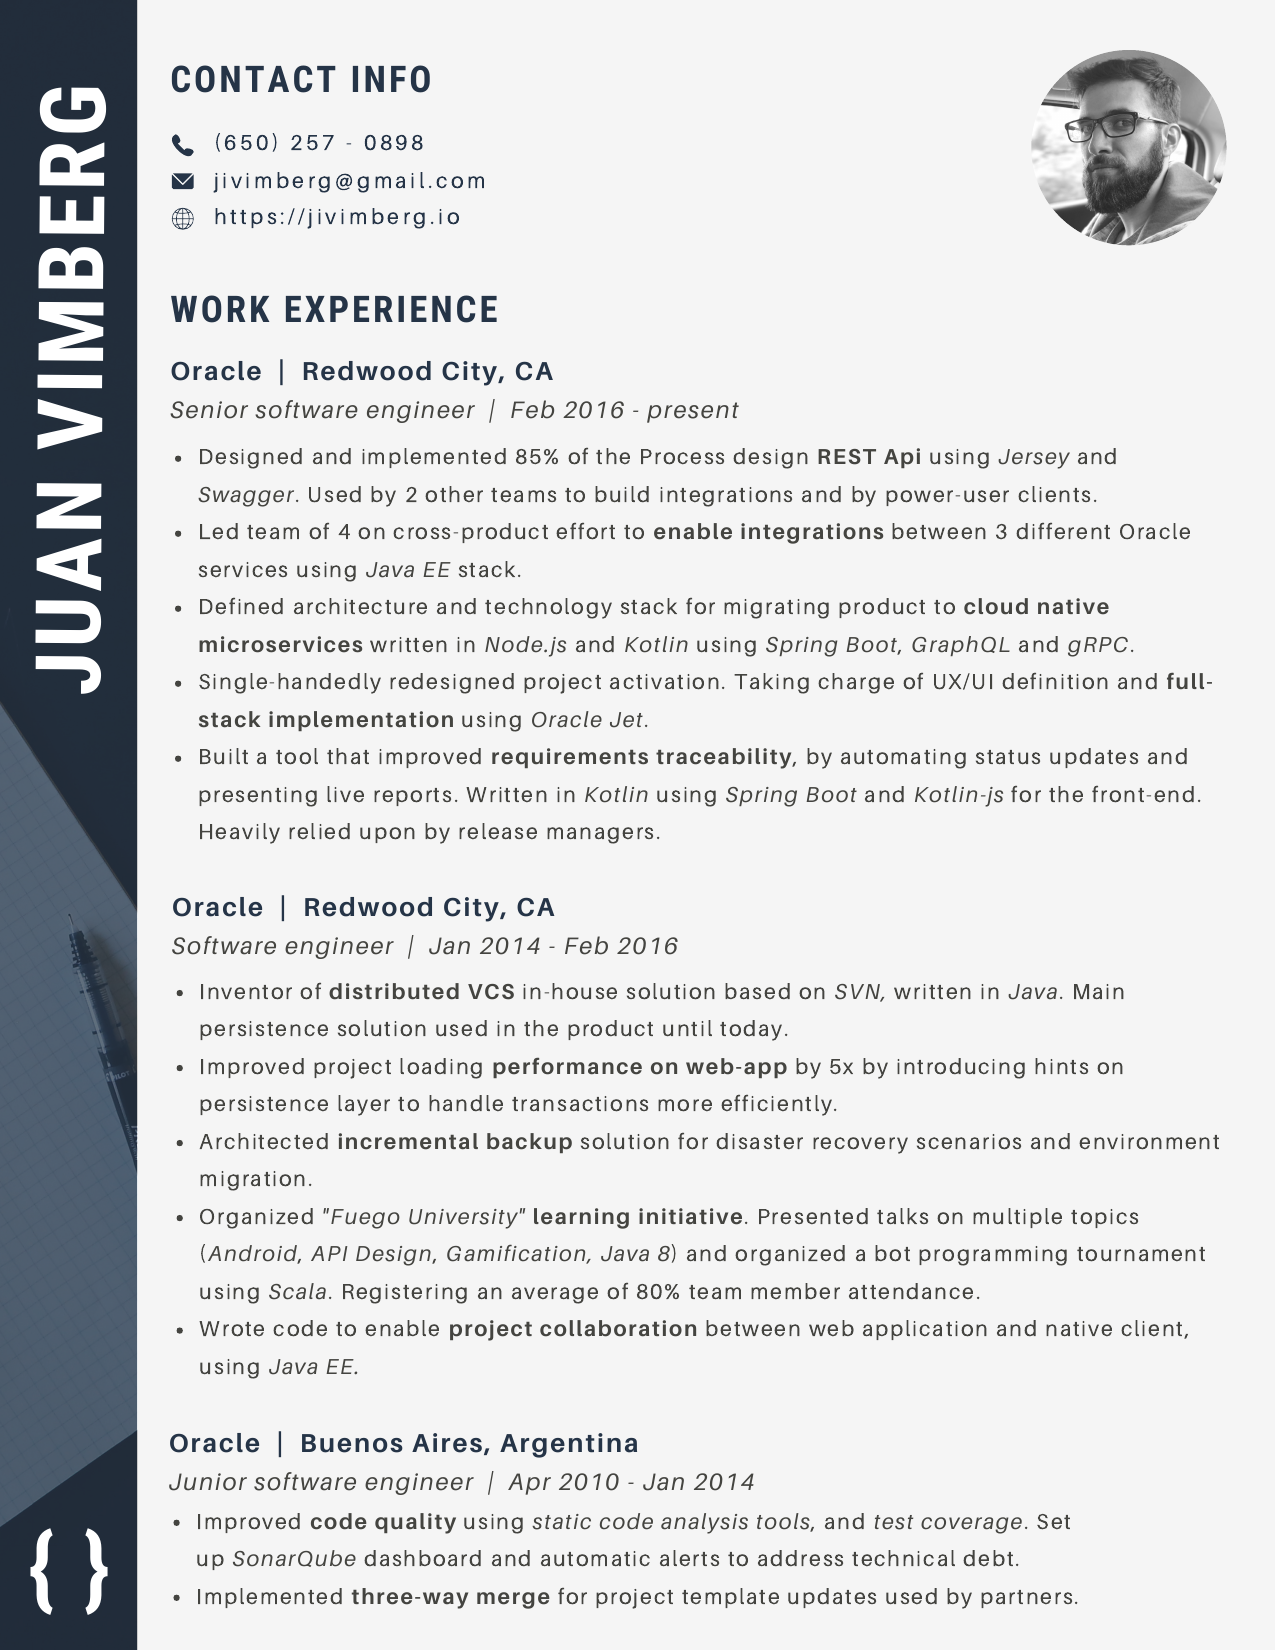 JUAN VIMBERG
CONTACT INFO
(650) 257 - 0898
jivimberg@gmail.com
https://jivimberg.io
WORK EXPERIENCE
Oracle | Redwood City, CA
Senior software engineer | Feb 2016 - present
• Designed and implemented 85% of the Process design REST Api using Jersey and
Swagger. Used by 2 other teams to build integrations and by power-user clients.
• Led team of 4 on cross-product effort to enable integrations between 3 different Oracle
services using Java EE stack.
• Defined architecture and technology stack for migrating product to cloud native
microservices written in Node.js and Kotlin using Spring Boot, GraphQL and gRPC.
• Single-handedly redesigned project activation. Taking charge of UX/UI definition and full-
stack implementation using Oracle Jet.
• Built a tool that improved requirements traceability, by automating status updates and
presenting live reports. Written in Kotlin using Spring Boot and Kotlin-js for the front-end.
Heavily relied upon by release managers.
Oracle | Redwood City, CA
Software engineer | Jan 2014 - Feb 2016
• Inventor of distributed VCS in-house solution based on SVN, written in Java. Main
persistence solution used in the product until today.
• Improved project loading performance on web-app by 5x by introducing hints on
persistence layer to handle transactions more efficiently.
• Architected incremental backup solution for disaster recovery scenarios and environment
migration.
• Organized "Fuego University" learning initiative. Presented talks on multiple topics
(Android, API Design, Gamification, Java 8) and organized a bot programming tournament
using Scala. Registering an average of 80% team member attendance.
• Wrote code to enable project collaboration between web application and native client,
using Java EE.
Oracle | Buenos Aires, Argentina
Junior software engineer | Apr 2010 - Jan 2014
• Improved code quality using static code analysis tools, and test coverage. Set
up SonarQube dashboard and automatic alerts to address technical debt.
• Implemented three-way merge for project template updates used by partners.
{ }
PILOT